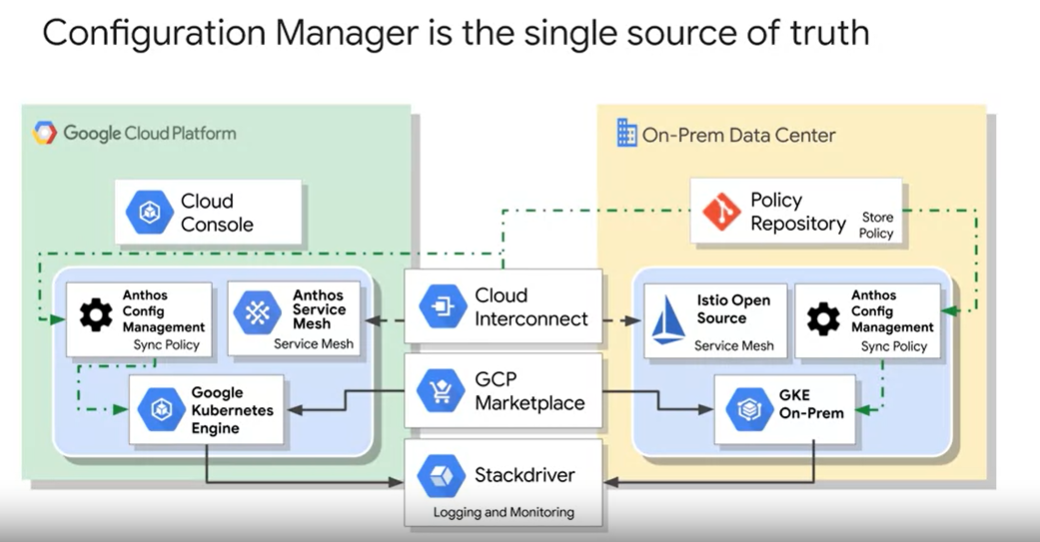 Configuration Manager is the single source of truth
Google Cloud Platform
Cloud
Console
Anthos
Config
Management
Sync Policy
Anthos
Service
Mesh
Service Mesh
Google
Kubernetes
Engine
Cloud
Interconnect
GCP
Marketplace
Stackdriver
Logging and Monitoring
On-Prem Data Center
Policy
Repository
Store
Policy
Istio Open
Source
Service Mesh
Anthos
Config
Management
Sync Policy
GKE
On-Prem